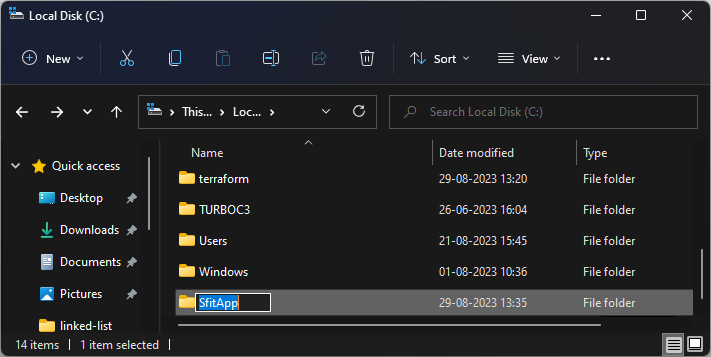 Local Disk (C:)
New Sort View
This... Loc... Search Local Disk (C:)
Name Date modified Type
Quick access
Desktop
Downloads
Documents
Pictures
linked-list
terraform 29-08-2023 13:20 File folder
TURBOC3 26-06-2023 16:04 File folder
Users 21-08-2023 15:45 File folder
Windows 01-08-2023 10:36 File folder
SfitApp 29-08-2023 13:35 File folder
14 items 1 item selected